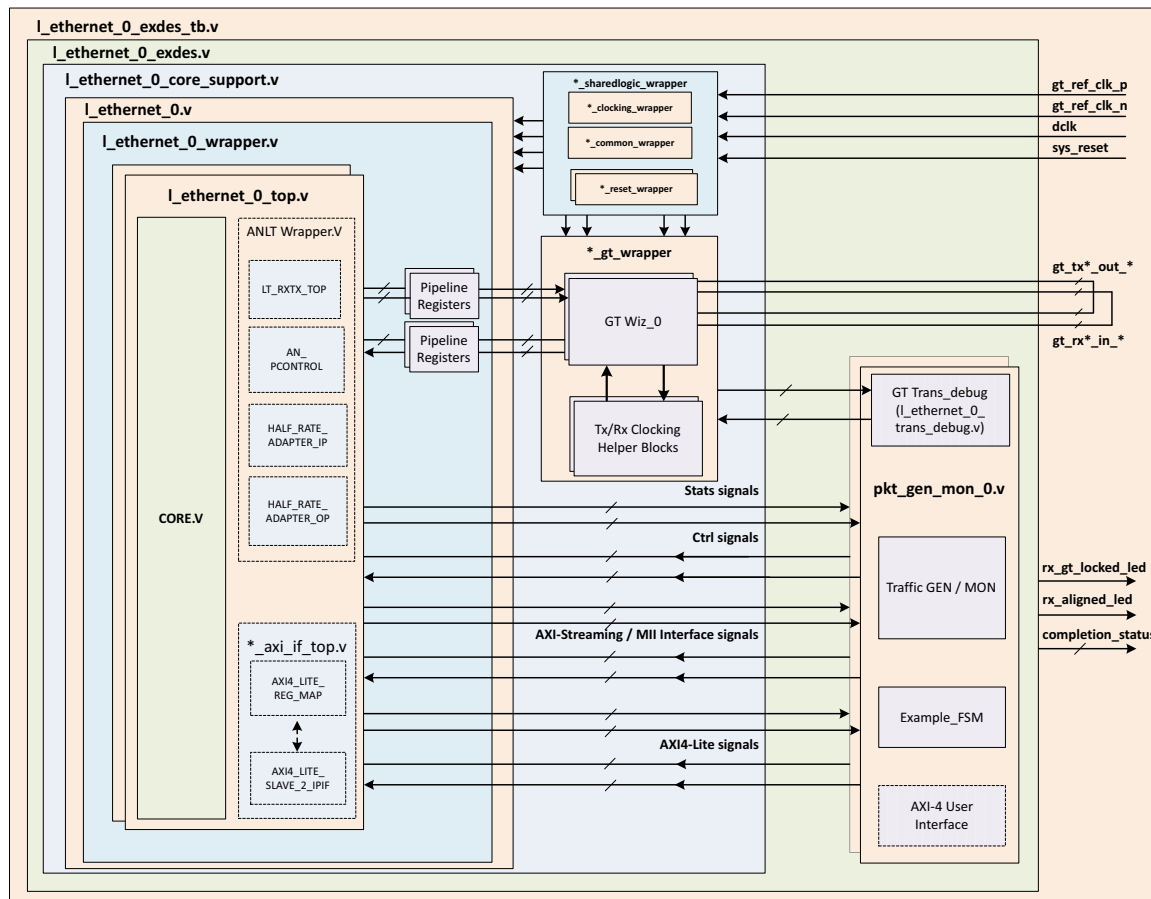 l_ethernet_0_exdes_tb.v
l_ethernet_0_exdes.v
l_ethernet_0_core_support.v
l_ethernet_0.v
l_ethernet_0_wrapper.v
l_ethernet_0_top.v
CORE.V
ANLT Wrapper.V
LT_RXTX_TOP
AN_
PCONTROL
HALF_RATE_
ADAPTER_IP
HALF_RATE_
ADAPTER_OP
*_axi_if_top.v
AXI4_LITE_
REG_MAP
AXI4_LITE_
SLAVE_2_IPIF
Pipeline
Registers
Pipeline
Registers
*_sharedlogic_wrapper
*_clocking_wrapper
*_common_wrapper
*_reset_wrapper
*_gt_wrapper
GT Wiz_0
Tx/Rx Clocking
Helper Blocks
Stats signals
Ctrl signals
AXI-Streaming / MII Interface signals
AXI4-Lite signals
gt_ref_clk_p
gt_ref_clk_n
dclk
sys_reset
gt_tx*_out_*
gt_rx*_in_*
GT Trans_debug
(l_ethernet_0_
trans_debug.v)
pkt_gen_mon_0.v
Traffic GEN / MON
Example_FSM
AXI-4 User
Interface
rx_gt_locked_led
rx_aligned_led
completion_status